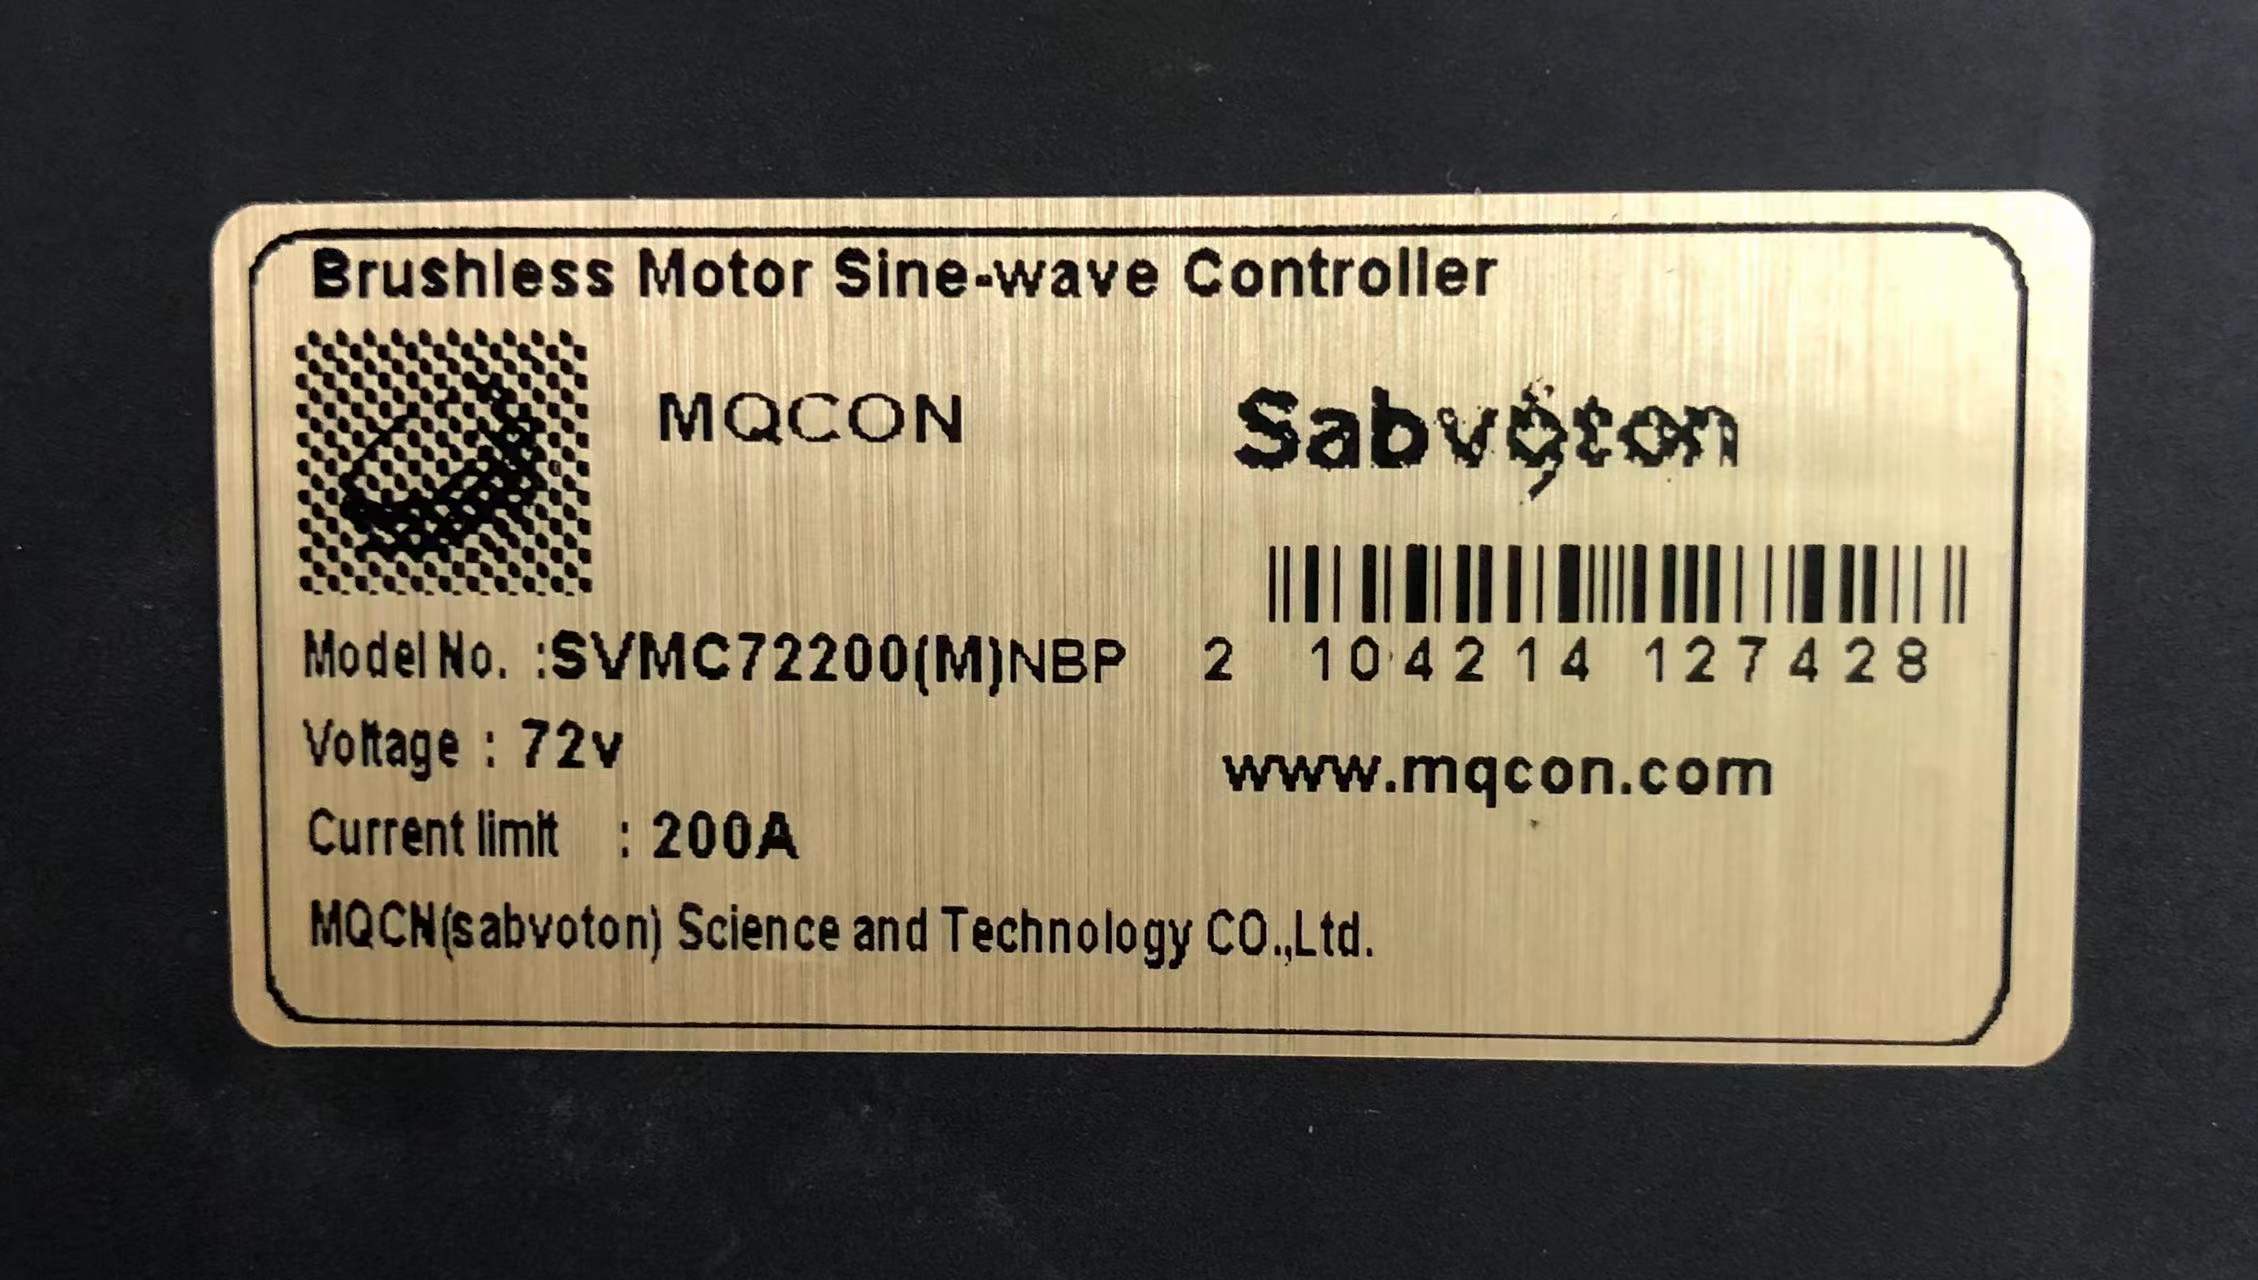 Brushless Motor Sine-wave Controller
MQCON
Sabvoton
Model No. :SVMC72200(M)NBP
2 104214 127428
Voltage : 72v
www.mqcon.com
Current limit : 200A
MQCN(sabvoton) Science and Technology CO.,Ltd.